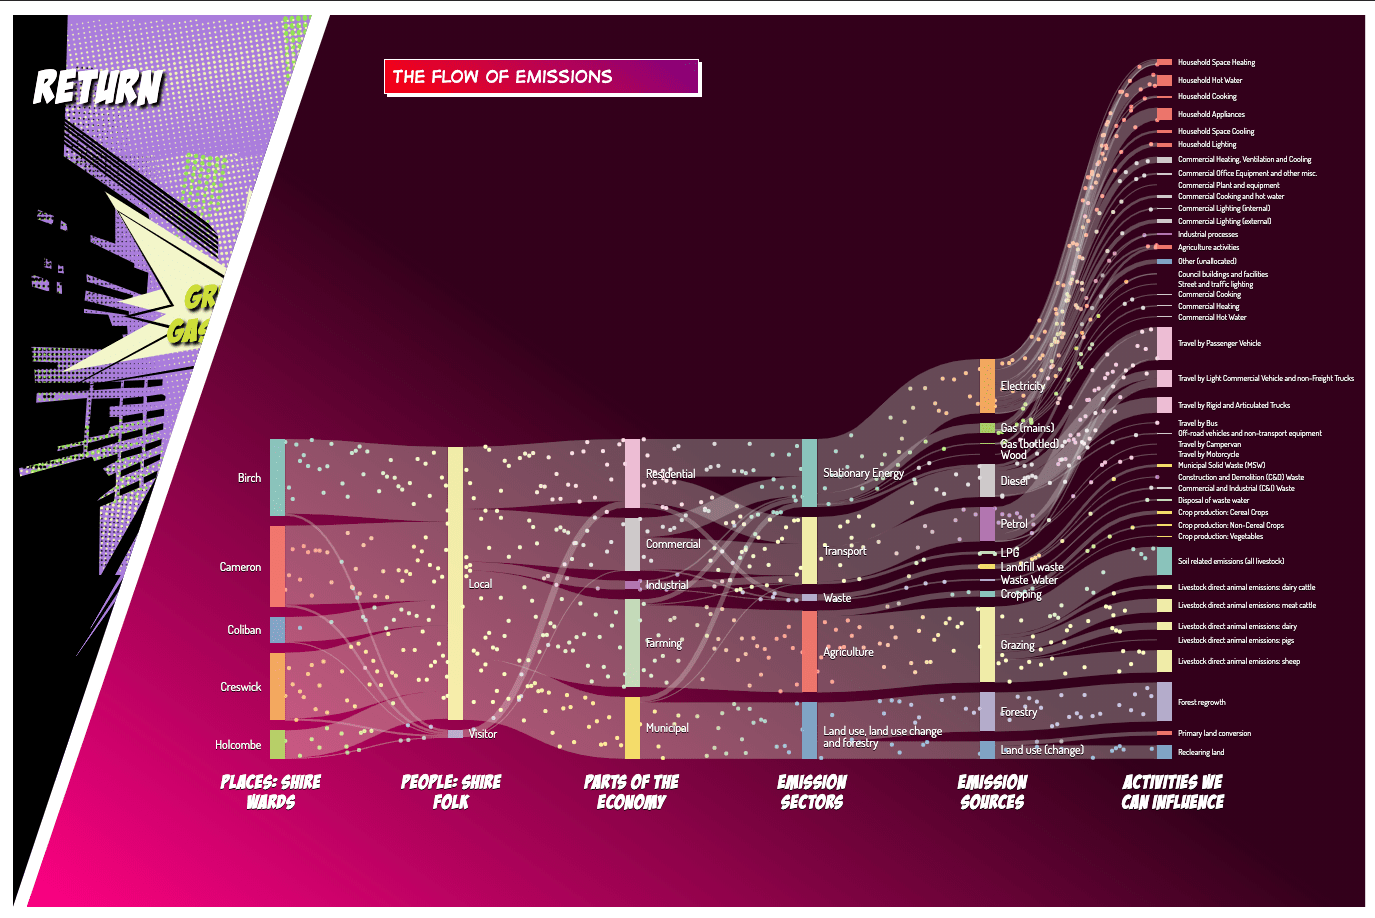 RETURN
THE FLOW OF EMISSIONS
GR
GAS
Birch
Cameron
Coliban
Creswick
Holcombe
PLACES: SHIRE
WARDS
Local
Visitor
PEOPLE: SHIRE
FOLK
Residential
Commercial
Industrial
Farming
Municipal
PARTS OF THE
ECONOMY
Stationary Energy
Transport
Waste
Agriculture
Land use, land use change
and forestry
EMISSION
SECTORS
Electricity
Gas (mains)
Gas (bottled)
Wood
Diesel
Petrol
LPG
Landfill waste
Waste Water
Cropping
Grazing
Forestry
Land use (change)
EMISSION
SOURCES
Household Space Heating
Household Hot Water
Household Cooking
Household Appliances
Household Space Cooling
Household Lighting
Commercial Heating, Ventilation and Cooling
Commercial Office Equipment and other misc.
Commercial Plant and equipment
Commercial Cooking and hot water
Commercial Lighting (internal)
Commercial Lighting (external)
Industrial processes
Agriculture activities
Other (unallocated)
Council buildings and facilities
Street and traffic lighting
Commercial Cooking
Commercial Heating
Commercial Hot Water
Travel by Passenger Vehicle
Travel by Light Commercial Vehicle and non-Freight Trucks
Travel by Rigid and Articulated Trucks
Travel by Bus
Off-road vehicles and non-transport equipment
Travel by Campervan
Travel by Motorcycle
Municipal Solid Waste (MSW)
Construction and Demolition (C&D) Waste
Commercial and Industrial (C&I) Waste
Disposal of waste water
Crop production: Cereal Crops
Crop production: Non-Cereal Crops
Crop production: Vegetables
Soil related emissions (all livestock)
Livestock direct animal emissions: dairy cattle
Livestock direct animal emissions: meat cattle
Livestock direct animal emissions: dairy
Livestock direct animal emissions: pigs
Livestock direct animal emissions: sheep
Forest regrowth
Primary land conversion
Reclearing land
ACTIVITIES WE
CAN INFLUENCE